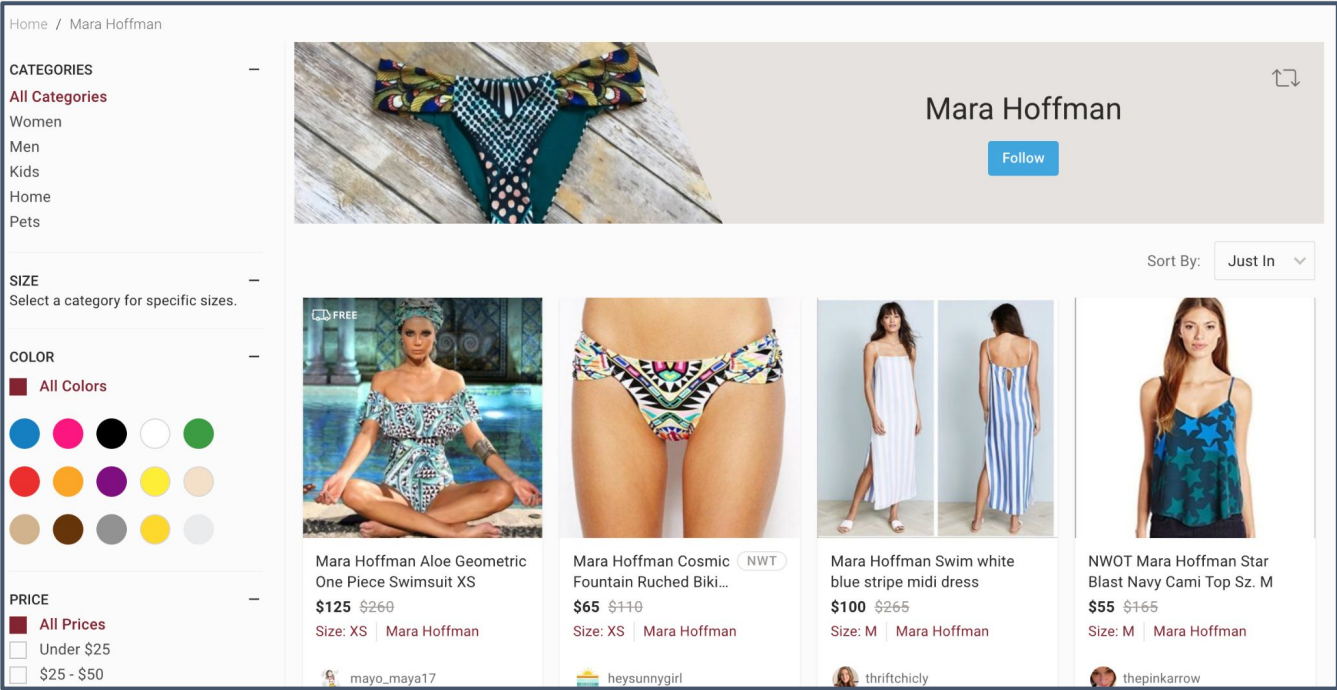 Home / Mara Hoffman
CATEGORIES
All Categories
Women
Men
Kids
Home
Pets
SIZE
Select a category for specific sizes.
COLOR
All Colors
PRICE
All Prices
Under $25
$25 - $50
Mara Hoffman
Follow
Sort By: Just In
FREE
Mara Hoffman Aloe Geometric
One Piece Swimsuit XS
$125 $260
Size: XS Mara Hoffman
mayo_maya17
Mara Hoffman Cosmic NWT
Fountain Ruched Biki...
$65 $110
Size: XS Mara Hoffman
heysunnygirl
Mara Hoffman Swim white
blue stripe midi dress
$100 $265
Size: M Mara Hoffman
thriftchicly
NWOT Mara Hoffman Star
Blast Navy Cami Top Sz. M
$55 $165
Size: M Mara Hoffman
thepinkarrow